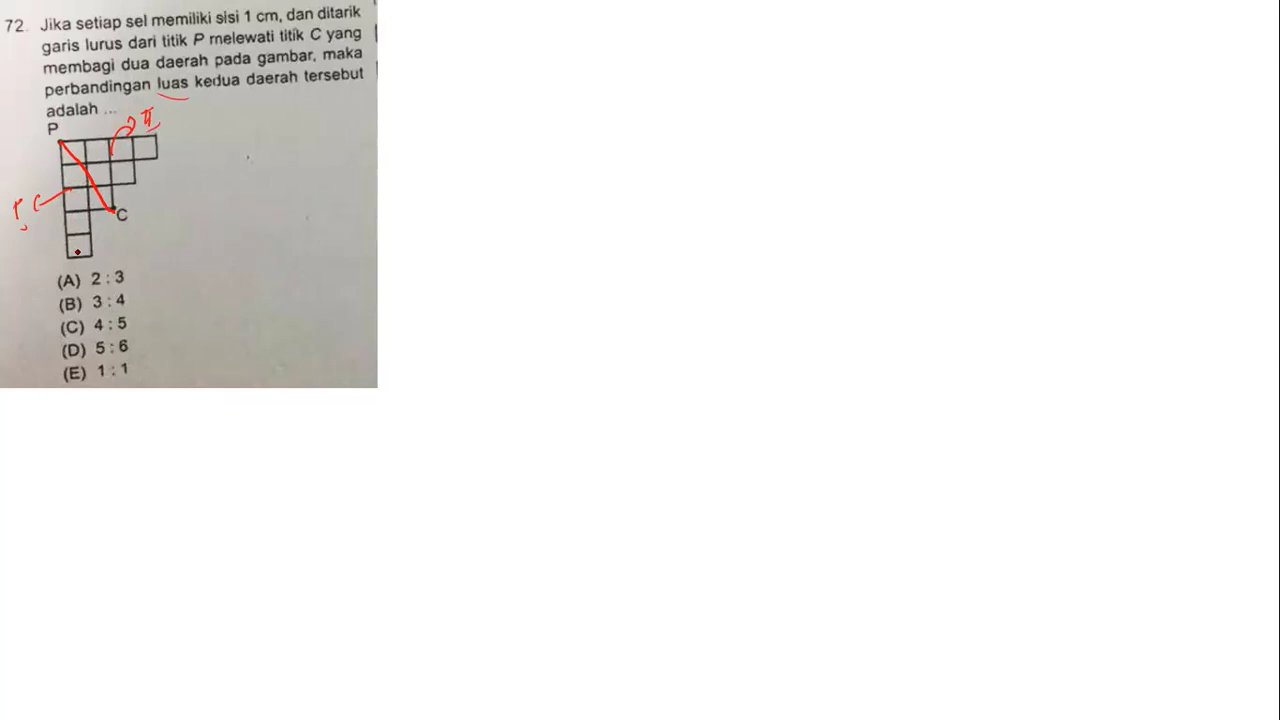 72. Jika setiap sel memiliki sisi 1 cm, dan ditarik
garis lurus dari titik P melewati titik C yang
membagi dua daerah pada gambar, maka
perbandingan luas kedua daerah tersebut
adalah ...
P
II
I
C
(A) 2 : 3
(B) 3 : 4
(C) 4 : 5
(D) 5 : 6
(E) 1 : 1